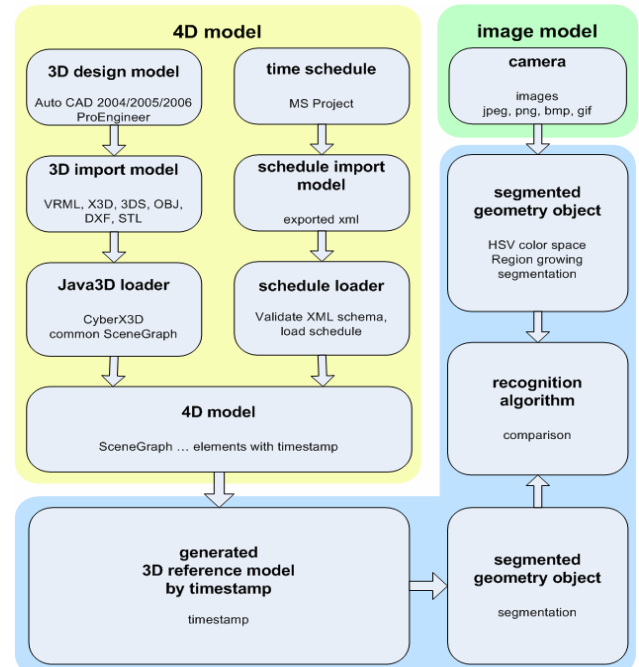 4D model
3D design model
Auto CAD 2004/2005/2006
ProEngineer
time schedule
MS Project
3D import model
VRML, X3D, 3DS, OBJ,
DXF, STL
schedule import
model
exported xml
Java3D loader
CyberX3D
common SceneGraph
schedule loader
Validate XML schema,
load schedule
4D model
SceneGraph ... elements with timestamp
image model
camera
images
jpeg, png, bmp, gif
segmented
geometry object
HSV color space
Region growing
segmentation
recognition
algorithm
comparison
generated
3D reference model
by timestamp
timestamp
segmented
geometry object
segmentation